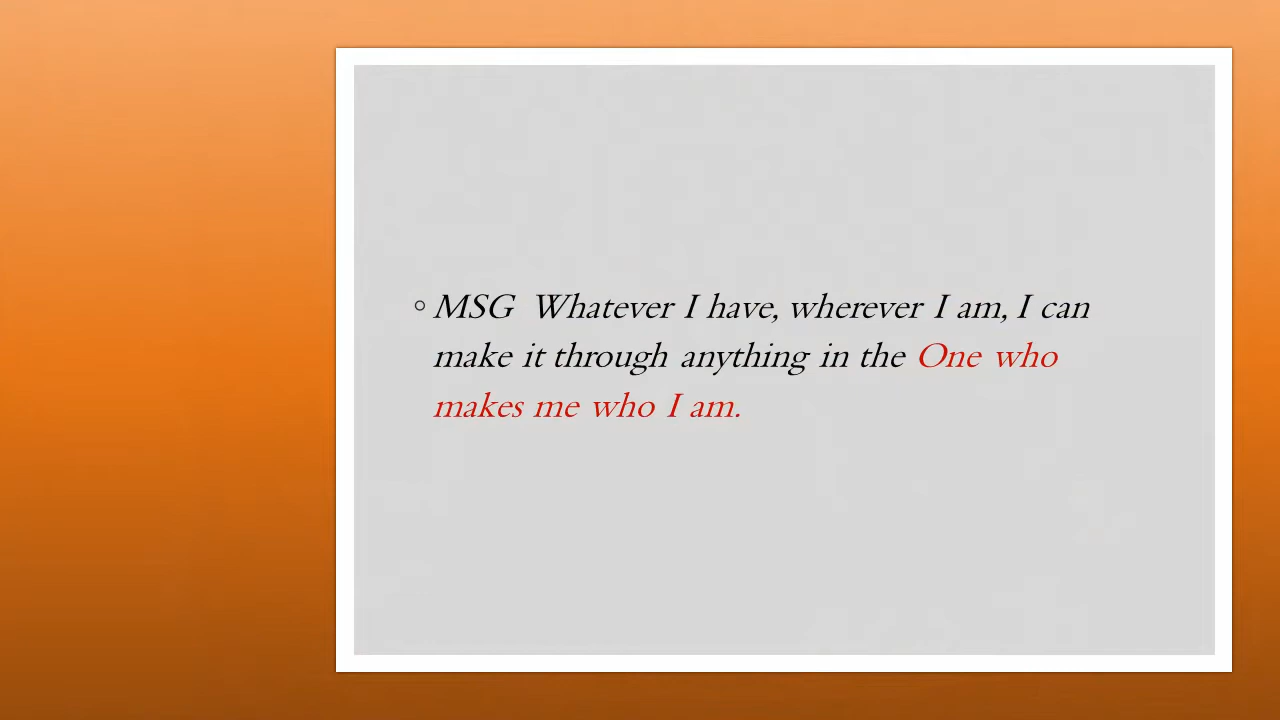 ◦ MSG Whatever I have, wherever I am, I can
make it through anything in the One who
makes me who I am.